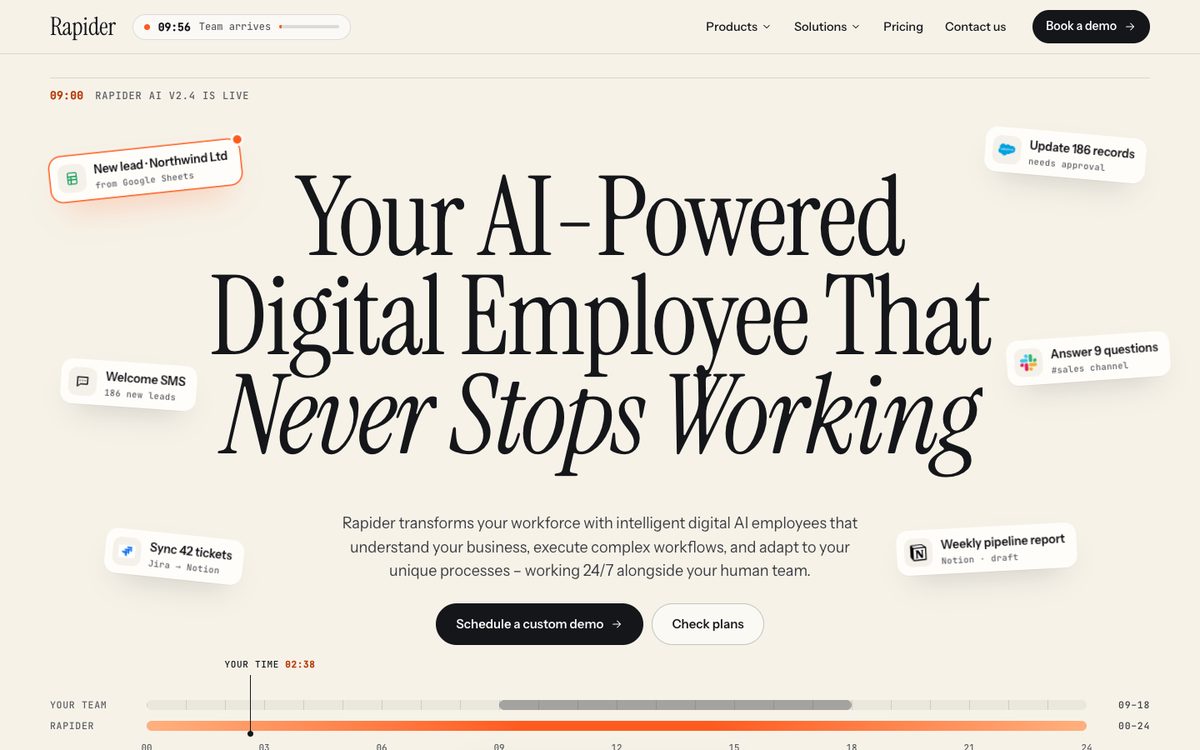 Rapider
09:56 Team arrives
Products
Solutions
Pricing
Contact us
Book a demo →
09:00 RAPIDER AI V2.4 IS LIVE
New lead · Northwind Ltd
from Google Sheets
Update 186 records
needs approval
Your AI-Powered
Digital Employee That
Never Stops Working
Welcome SMS
186 new leads
Answer 9 questions
#sales channel
Rapider transforms your workforce with intelligent digital AI employees that
understand your business, execute complex workflows, and adapt to your
unique processes – working 24/7 alongside your human team.
Sync 42 tickets
Jira → Notion
Weekly pipeline report
Notion · draft
Schedule a custom demo →
Check plans
YOUR TIME 02:38
YOUR TEAM
09–18
RAPIDER
00–24
00 03 06 09 12 15 18 21 24